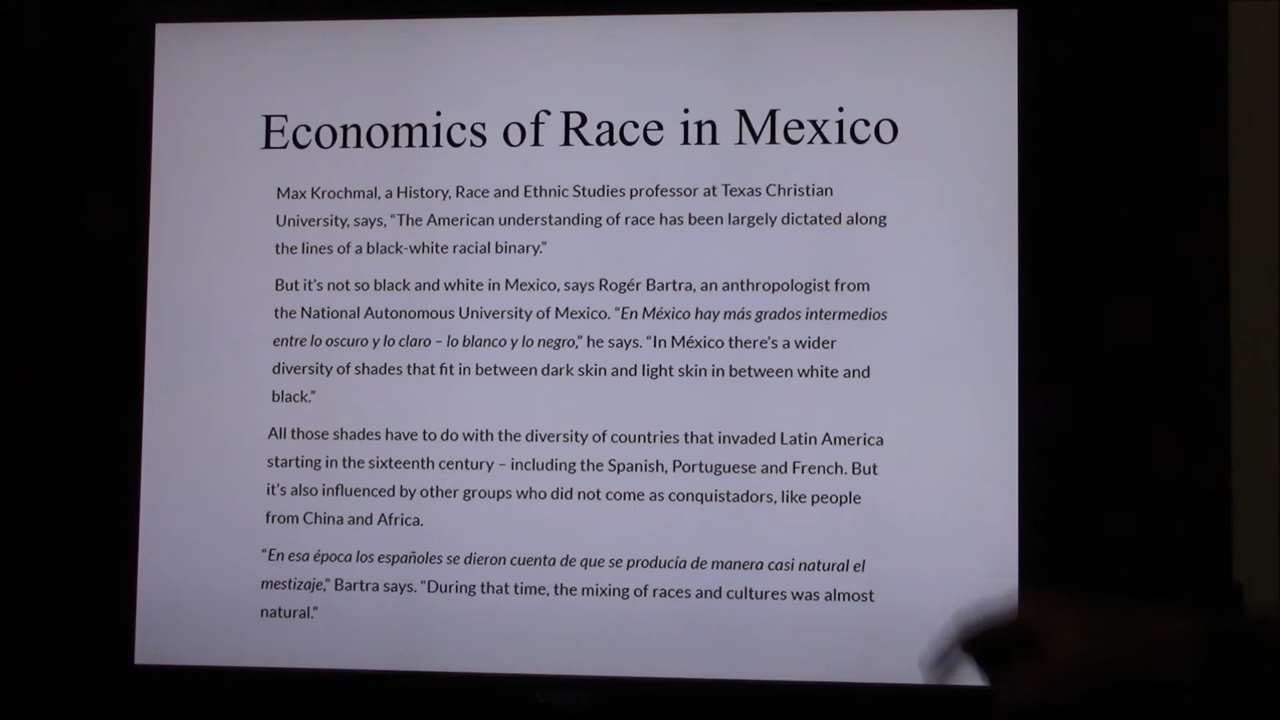 Economics of Race in Mexico
Max Krochmal, a History, Race and Ethnic Studies professor at Texas Christian
University, says, “The American understanding of race has been largely dictated along
the lines of a black-white racial binary.”
But it’s not so black and white in Mexico, says Rogér Bartra, an anthropologist from
the National Autonomous University of Mexico. “En México hay más grados intermedios
entre lo oscuro y lo claro – lo blanco y lo negro,” he says. “In México there’s a wider
diversity of shades that fit in between dark skin and light skin in between white and
black.”
All those shades have to do with the diversity of countries that invaded Latin America
starting in the sixteenth century – including the Spanish, Portuguese and French. But
it’s also influenced by other groups who did not come as conquistadors, like people
from China and Africa.
“En esa época los españoles se dieron cuenta de que se producía de manera casi natural el
mestizaje,” Bartra says. “During that time, the mixing of races and cultures was almost
natural.”